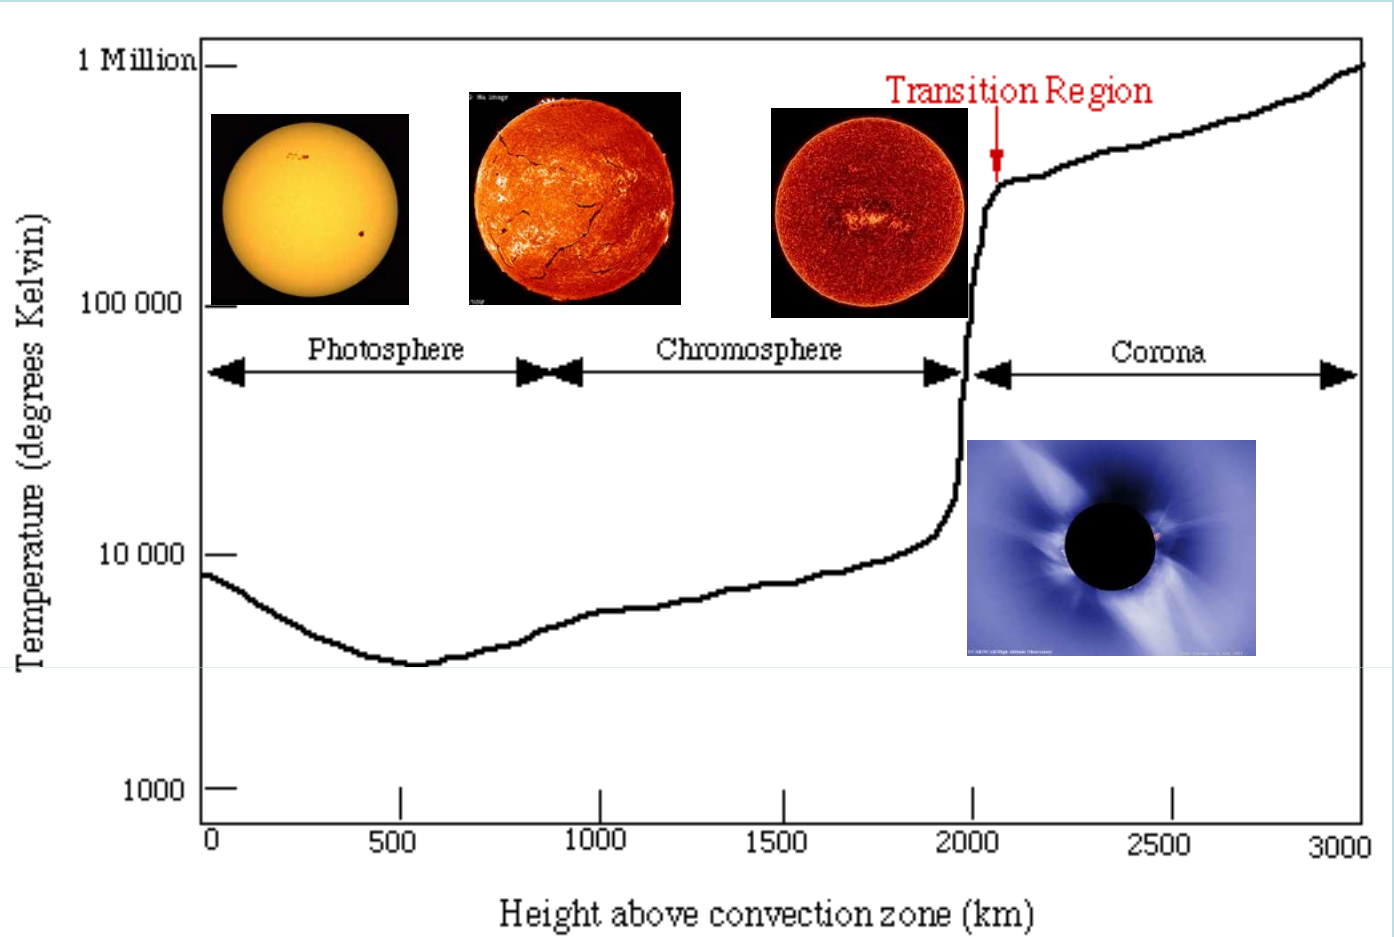 1 Million
Transition Region
100 000
Photosphere
Chromosphere
Corona
10 000
1000
0
500
1000
1500
2000
2500
3000
Temperature (degrees Kelvin)
Height above convection zone (km)